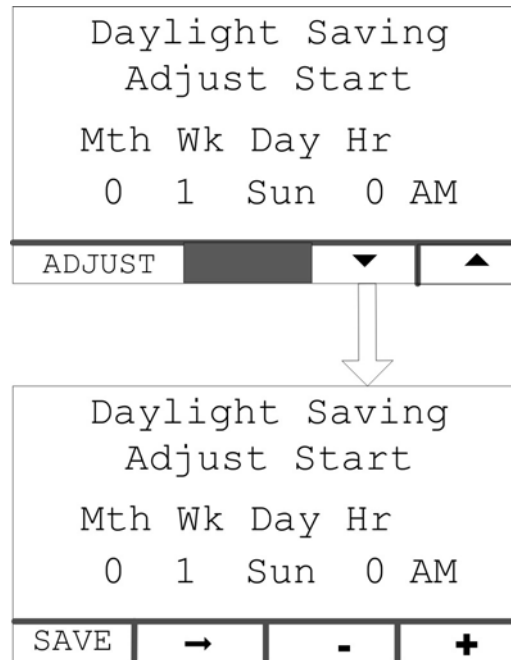 Daylight Saving
Adjust Start
Mth Wk Day Hr
0 1 Sun 0 AM
ADJUST ▼ ▲
Daylight Saving
Adjust Start
Mth Wk Day Hr
0 1 Sun 0 AM
SAVE → - +